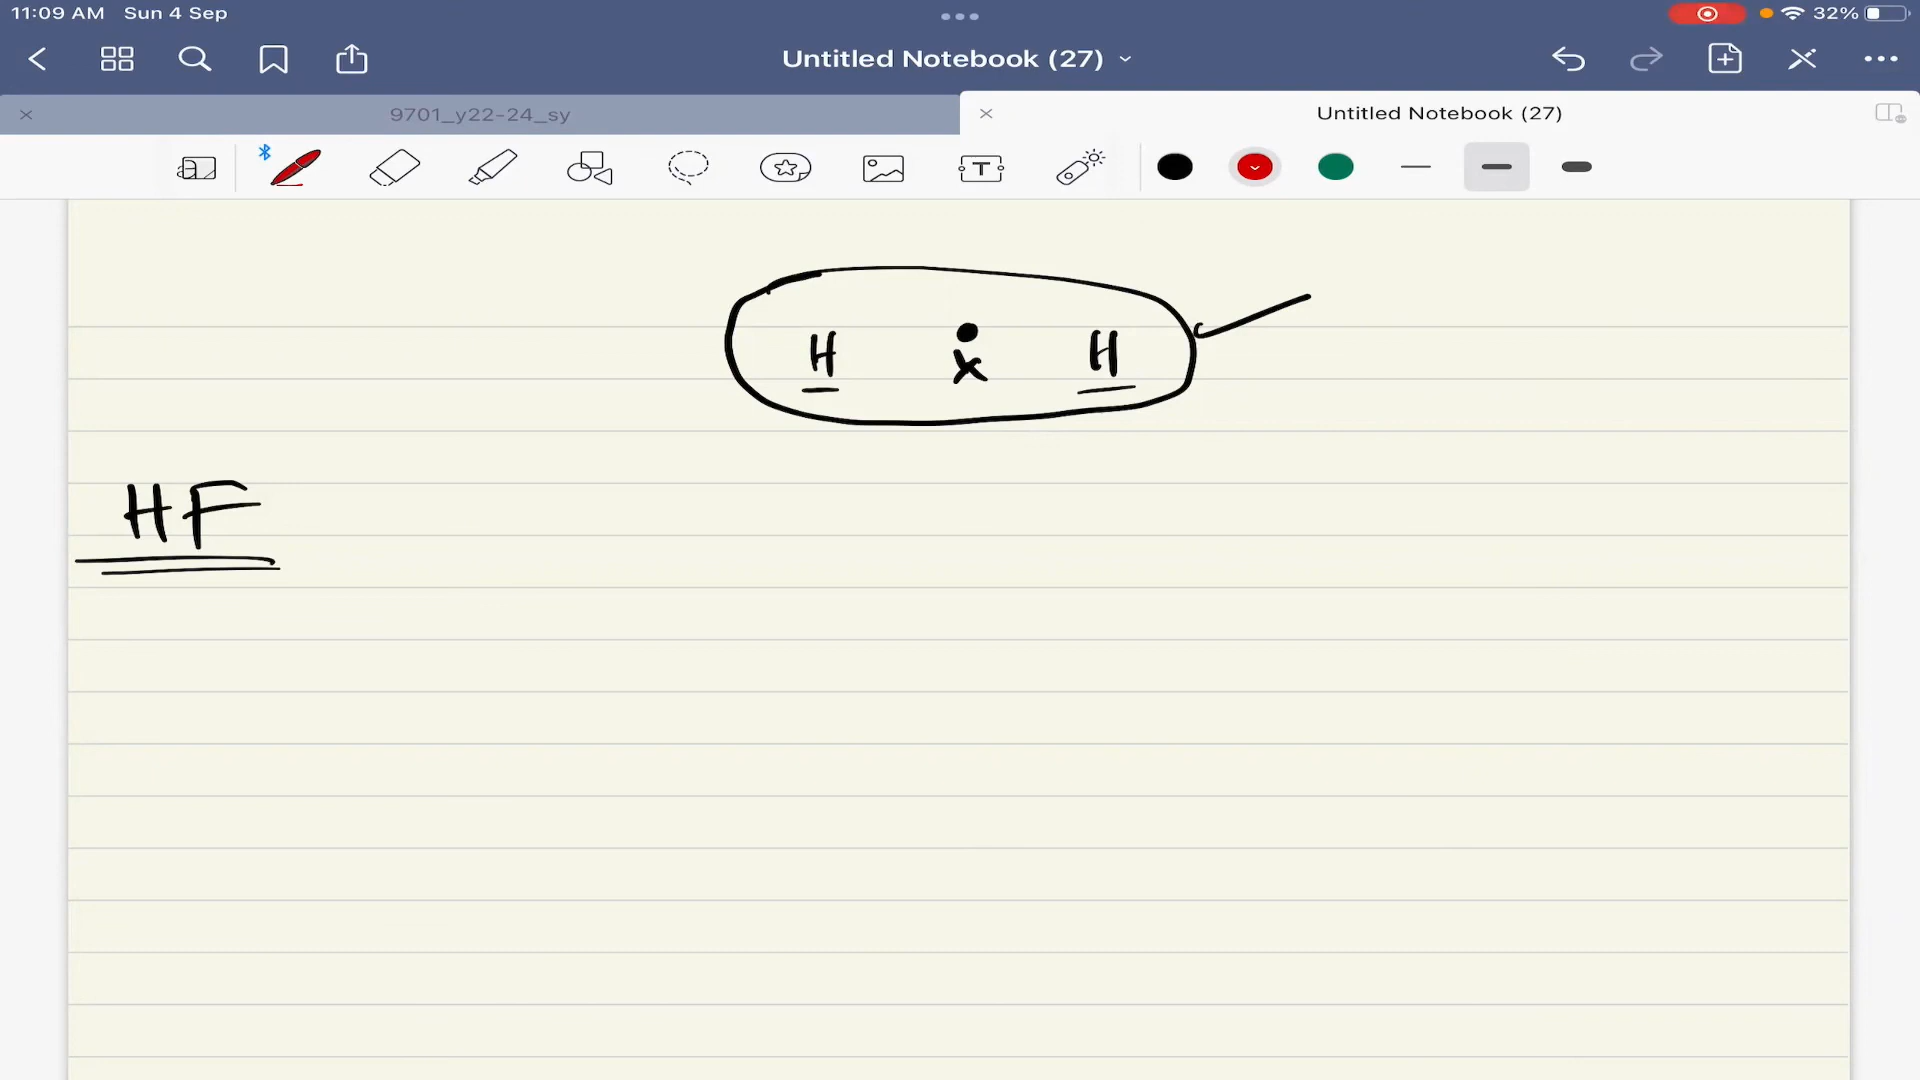 11:09 AM Sun 4 Sep
32%
Untitled Notebook (27)
9701_y22-24_sy
Untitled Notebook (27)
H x H
HF